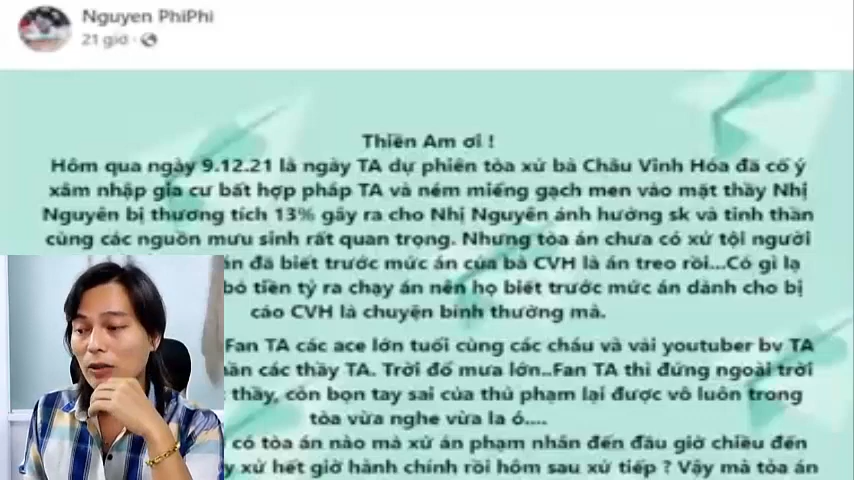 Nguyen PhiPhi
21 giờ ·
Thiền Am ơi !
Hôm qua ngày 9.12.21 là ngày TA dự phiên tòa xử bà Châu Vinh Hóa đã cố ý
xâm nhập gia cư bất hợp pháp TA và ném miếng gạch men vào mặt thầy Nhị
Nguyên bị thương tích 13% gây ra cho Nhị Nguyên ảnh hưởng sk và tinh thần
cùng các nguồn mưu sinh rất quan trọng. Nhưng tòa án chưa có xử tội người
đã biết trước mức án của bà CVH là án treo rồi...Có gì lạ
bỏ tiền tỷ ra chạy án nên họ biết trước mức án dành cho bị
cáo CVH là chuyện bình thường mà.
Fan TA các ace lớn tuổi cùng các cháu và vài youtuber bv TA
các thầy TA. Trời đổ mưa lớn..Fan TA thì đứng ngoài trời
thầy, còn bọn tay sai của thủ phạm lại được vô luôn trong
tòa vừa nghe vừa la ó....
có tòa án nào mà xử án phạm nhân đến đầu giờ chiều đến
xử hết giờ hành chính rồi hôm sau xử tiếp ? Vậy mà tòa án